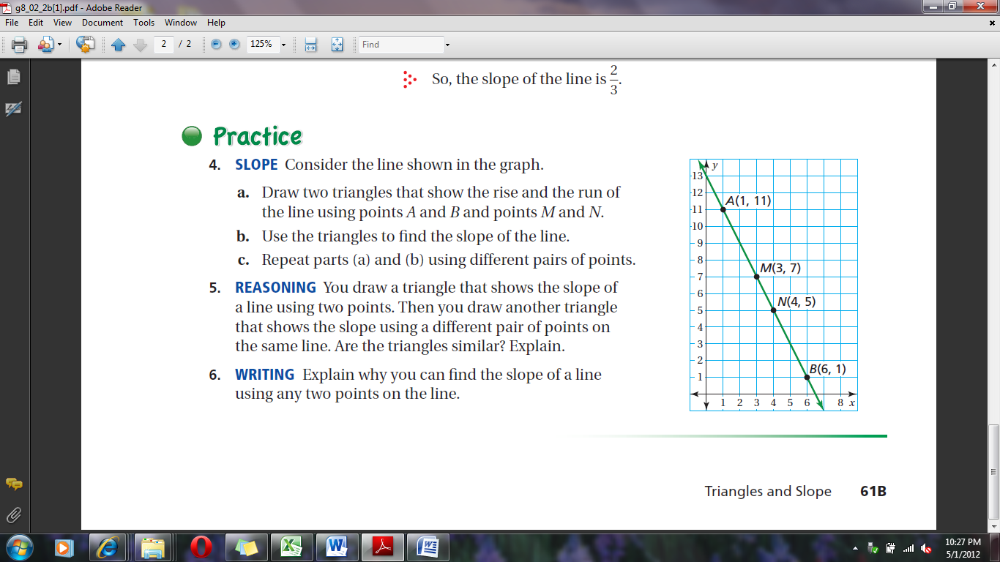 g8_02_2b[1].pdf - Adobe Reader
File Edit View Document Tools Window Help
2 / 2 125% Find
So, the slope of the line is 2/3.
Practice
4. SLOPE Consider the line shown in the graph.
a. Draw two triangles that show the rise and the run of
the line using points A and B and points M and N.
b. Use the triangles to find the slope of the line.
c. Repeat parts (a) and (b) using different pairs of points.
5. REASONING You draw a triangle that shows the slope of
a line using two points. Then you draw another triangle
that shows the slope using a different pair of points on
the same line. Are the triangles similar? Explain.
6. WRITING Explain why you can find the slope of a line
using any two points on the line.
y
13
12
A(1, 11)
11
10
9
8
M(3, 7)
7
6
N(4, 5)
5
4
3
2
B(6, 1)
1
1 2 3 4 5 6 8 x
Triangles and Slope 61B
10:27 PM
5/1/2012